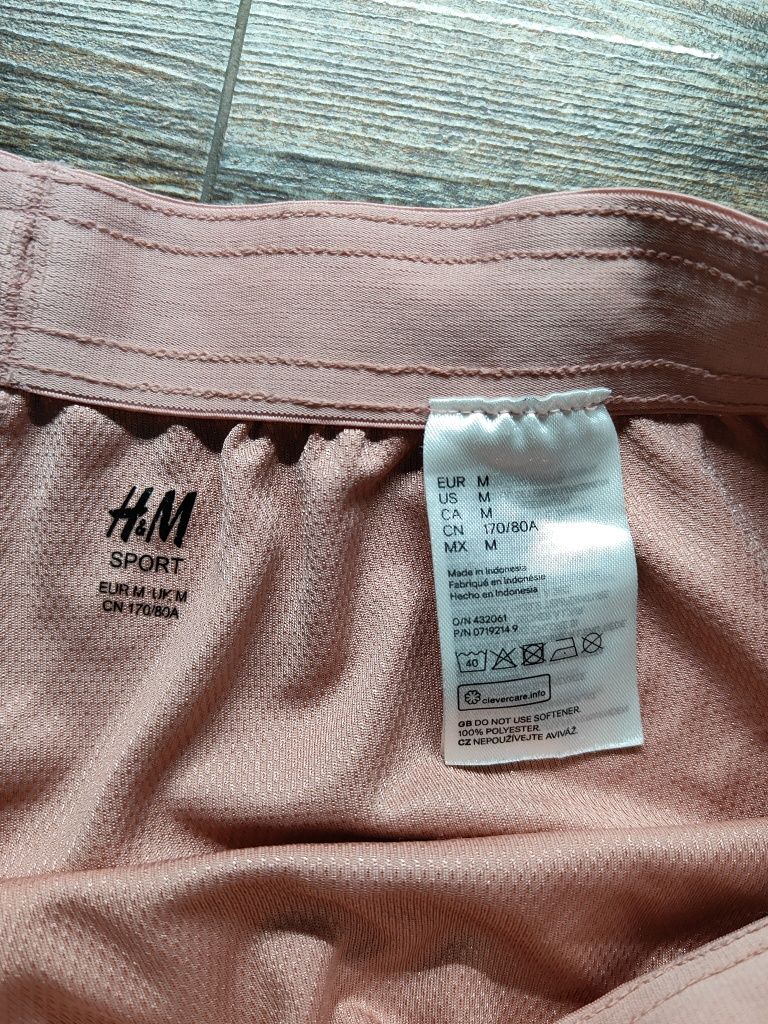 H&M
SPORT
EUR M UK M
CN 170/80A
EUR M
US M
CA M
CN 170/80A
MX M
Made in Indonesia
Fabriqué en Indonésie
Hecho en Indonesia
O/N 432061
P/N 0719214 9
40
clevercare.info
GB DO NOT USE SOFTENER.
100% POLYESTER.
CZ NEPOUŽÍVEJTE AVIVÁŽ.